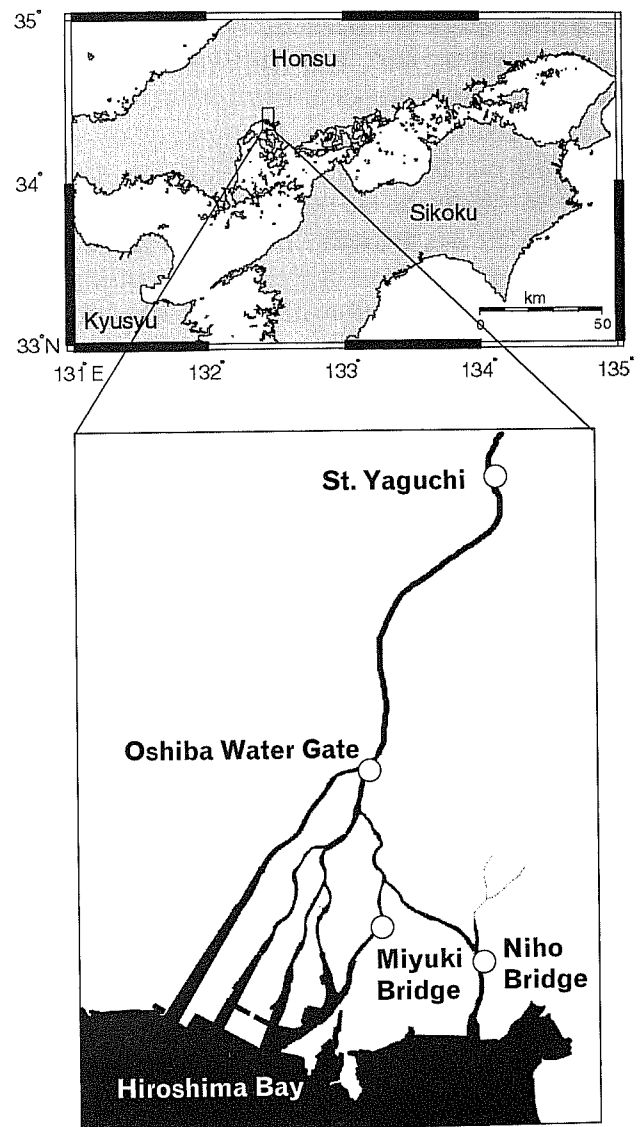 35°
Honsu
34°
Sikoku
km
Kyusyu
0 50
33°N
131°E 132° 133° 134° 135°
St. Yaguchi
Oshiba Water Gate
Miyuki
Bridge
Niho
Bridge
Hiroshima Bay